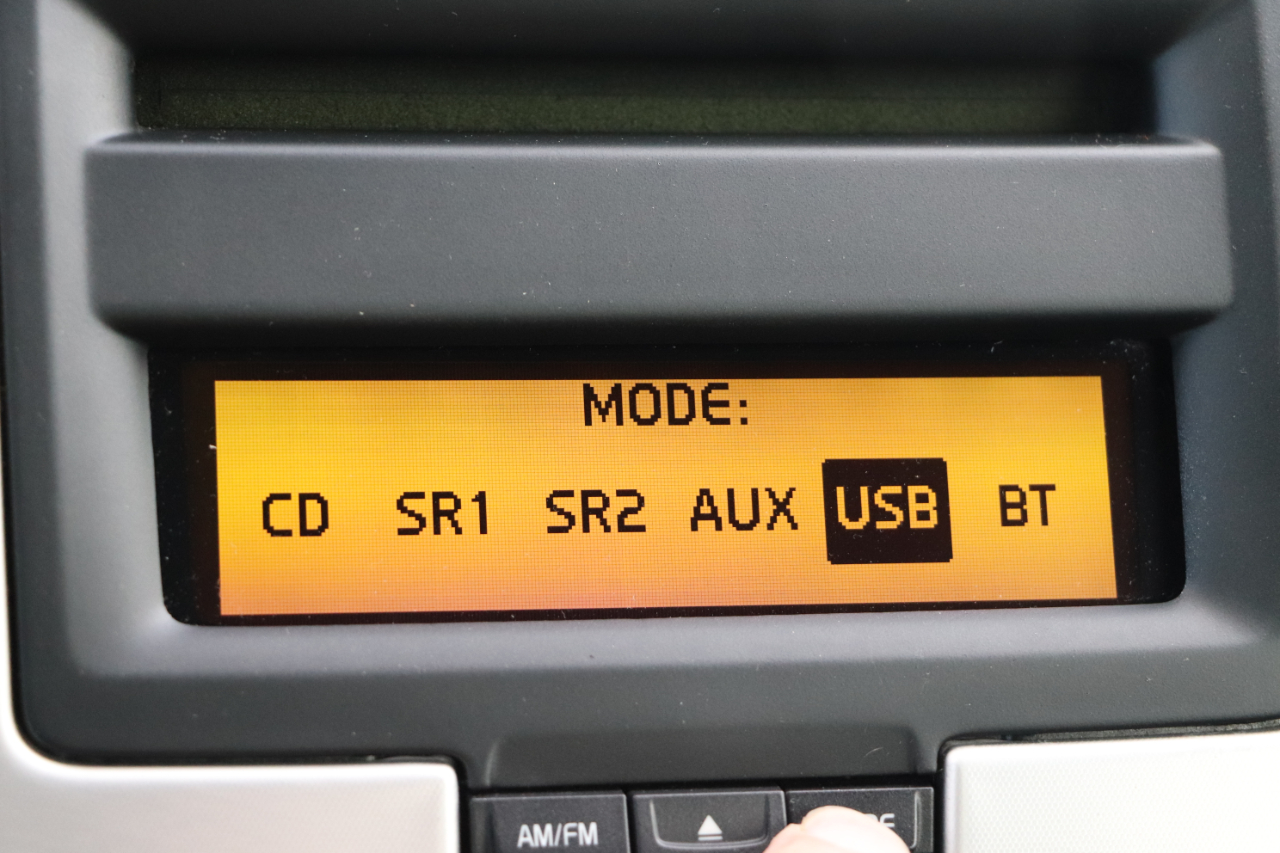 MODE:
CD SR1 SR2 AUX USB BT
AM/FM